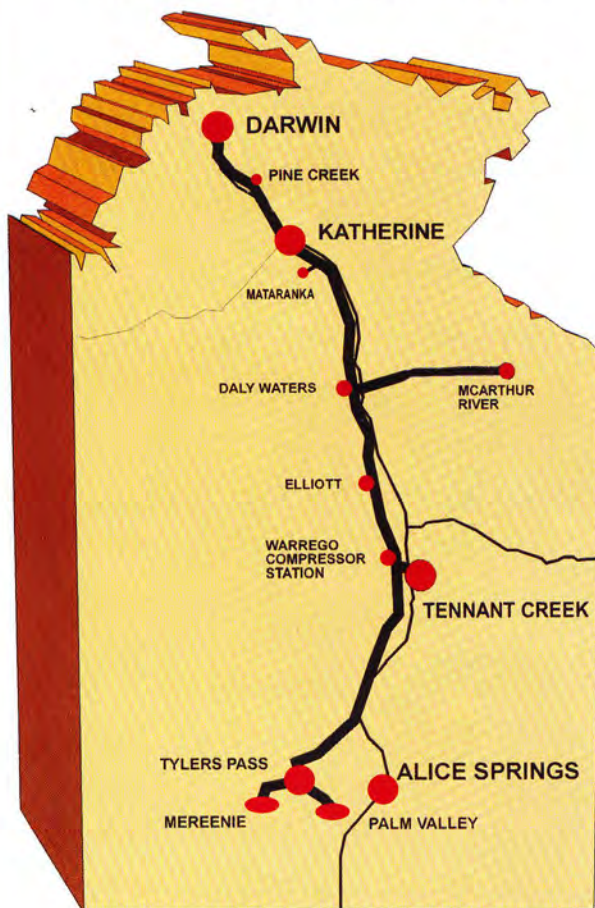 DARWIN
PINE CREEK
KATHERINE
MATARANKA
DALY WATERS
MCARTHUR
RIVER
ELLIOTT
WARREGO
COMPRESSOR
STATION
TENNANT CREEK
TYLERS PASS
ALICE SPRINGS
MEREENIE
PALM VALLEY